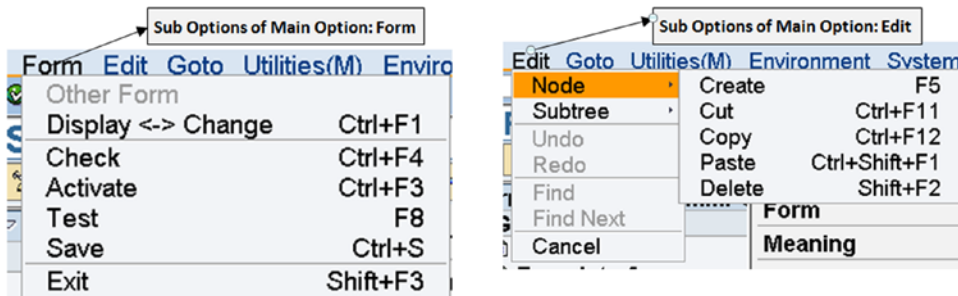 Sub Options of Main Option: Form
Form Edit Goto Utilities(M) Enviro
Other Form
Display <-> Change Ctrl+F1
Check Ctrl+F4
Activate Ctrl+F3
Test F8
Save Ctrl+S
Exit Shift+F3
Sub Options of Main Option: Edit
Edit Goto Utilities(M) Environment System
Node Create F5
Subtree Cut Ctrl+F11
Undo Copy Ctrl+F12
Redo Paste Ctrl+Shift+F1
Find Delete Shift+F2
Find Next Form
Cancel Meaning